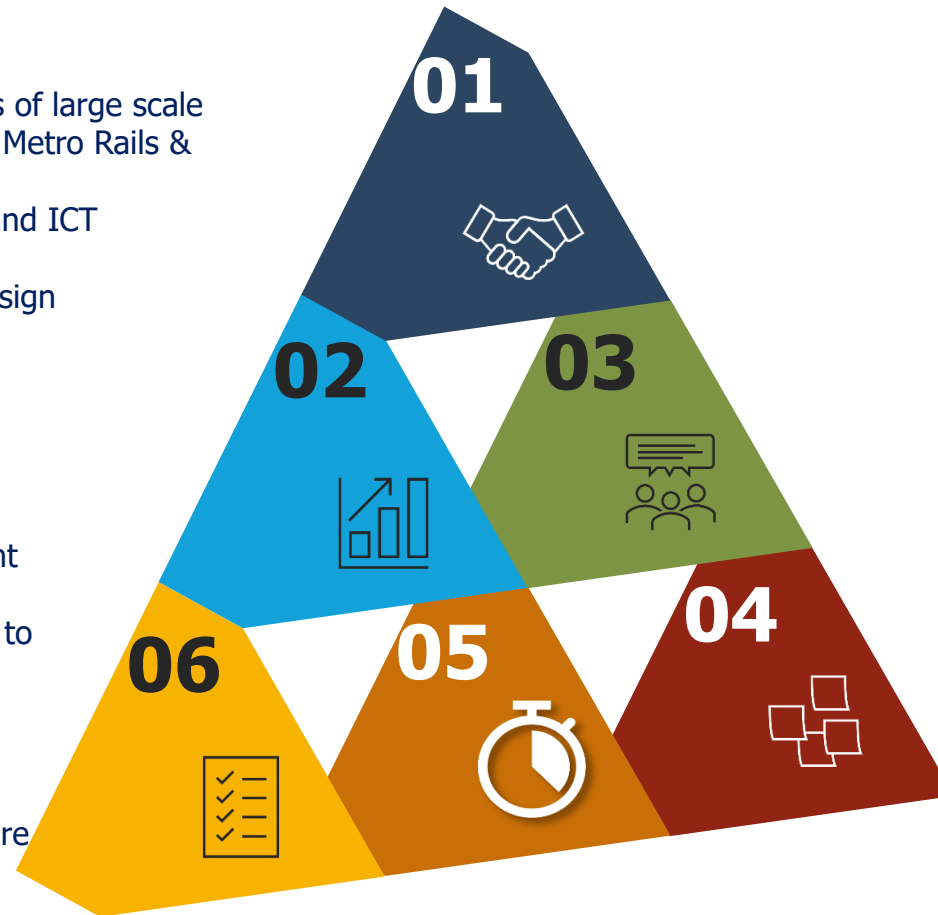 s of large scale
Metro Rails &
nd ICT
sign
nt
to
re
01
02
03
04
05
06